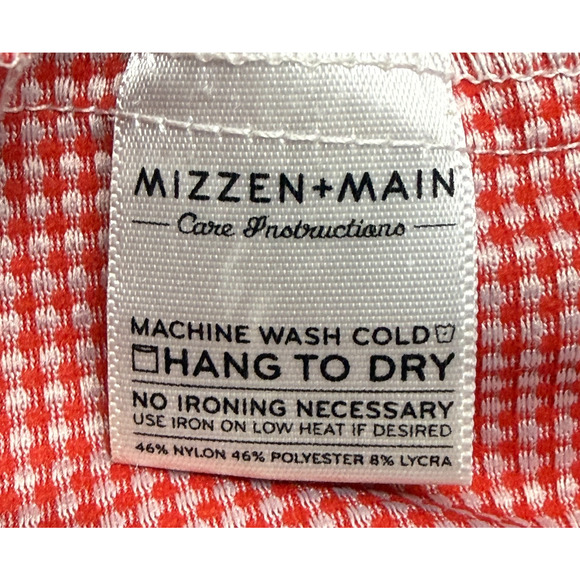 MIZZEN+MAIN
Care Instructions
MACHINE WASH COLD
HANG TO DRY
NO IRONING NECESSARY
USE IRON ON LOW HEAT IF DESIRED
46% NYLON 46% POLYESTER 8% LYCRA